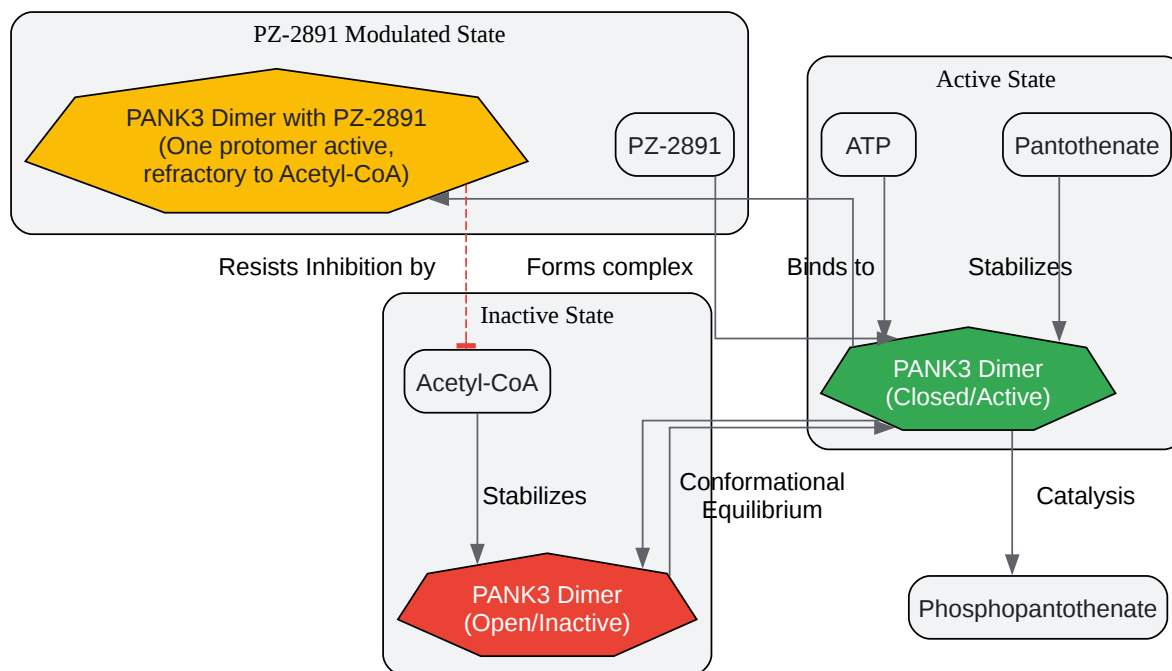 PZ-2891 Modulated State
PANK3 Dimer with PZ-2891
(One protomer active,
refractory to Acetyl-CoA)
PZ-2891
Active State
ATP
Pantothenate
Resists Inhibition by
Forms complex
Binds to
Stabilizes
Inactive State
Acetyl-CoA
PANK3 Dimer
(Closed/Active)
Stabilizes
Conformational
Equilibrium
Catalysis
PANK3 Dimer
(Open/Inactive)
Phosphopantothenate